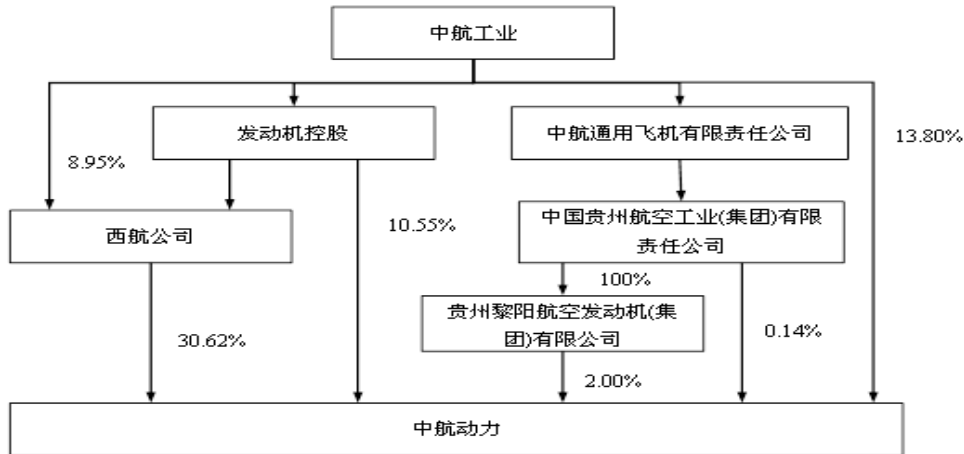 中航工业
发动机控股
中航通用飞机有限责任公司
13.80%
8.95%
西航公司
10.55%
中国贵州航空工业(集团)有限
责任公司
100%
贵州黎阳航空发动机(集
团)有限公司
30.62%
0.14%
2.00%
中航动力